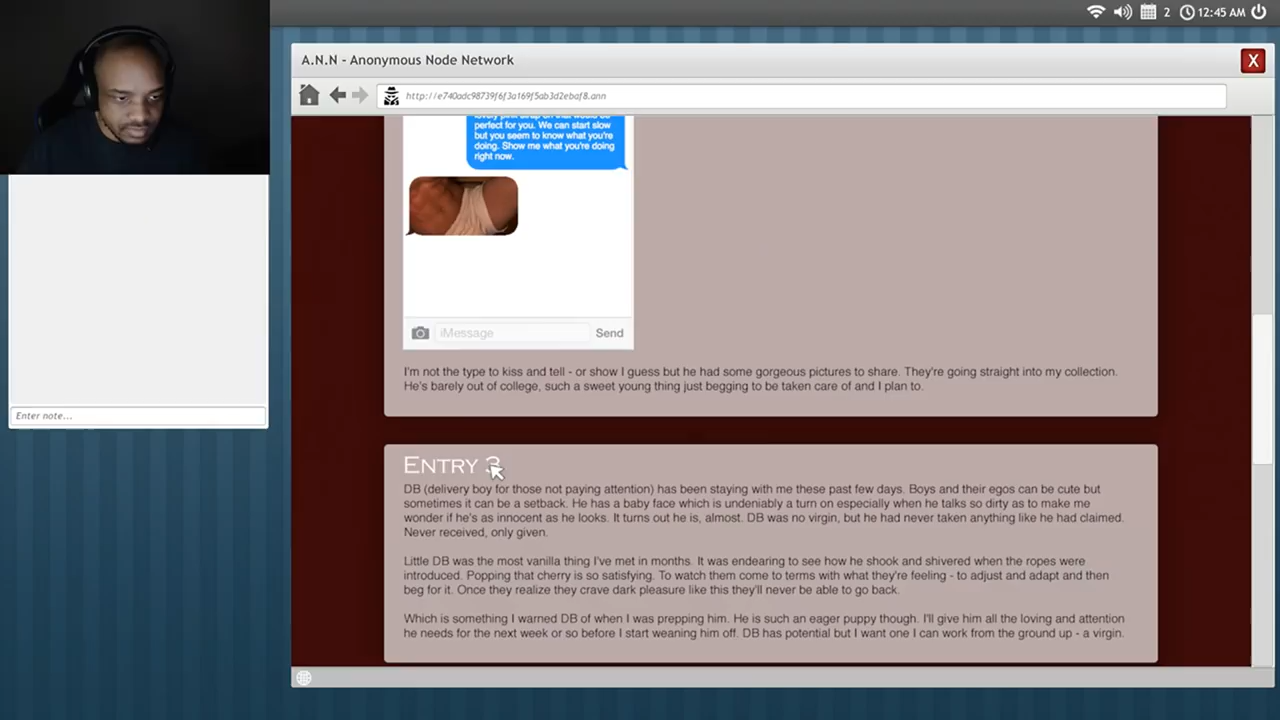 2 12:45 AM
A.N.N - Anonymous Node Network
X
http://e740adc98739f6f3a169f5ab3d2ebaf8.ann
perfect for you. We can start slow
but you seem to know what you're
doing. Show me what you're doing
right now.
iMessage Send
I'm not the type to kiss and tell - or show I guess but he had some gorgeous pictures to share. They're going straight into my collection.
He's barely out of college, such a sweet young thing just begging to be taken care of and I plan to.
Enter note...
Entry 3
DB (delivery boy for those not paying attention) has been staying with me these past few days. Boys and their egos can be cute but
sometimes it can be a setback. He has a baby face which is undeniably a turn on especially when he talks so dirty as to make me
wonder if he's as innocent as he looks. It turns out he is, almost. DB was no virgin, but he had never taken anything like he had claimed.
Never received, only given.
Little DB was the most vanilla thing I've met in months. It was endearing to see how he shook and shivered when the ropes were
introduced. Popping that cherry is so satisfying. To watch them come to terms with what they're feeling - to adjust and adapt and then
beg for it. Once they realize they crave dark pleasure like this they'll never be able to go back.
Which is something I warned DB of when I was prepping him. He is such an eager puppy though. I'll give him all the loving and attention
he needs for the next week or so before I start weaning him off. DB has potential but I want one I can work from the ground up - a virgin.